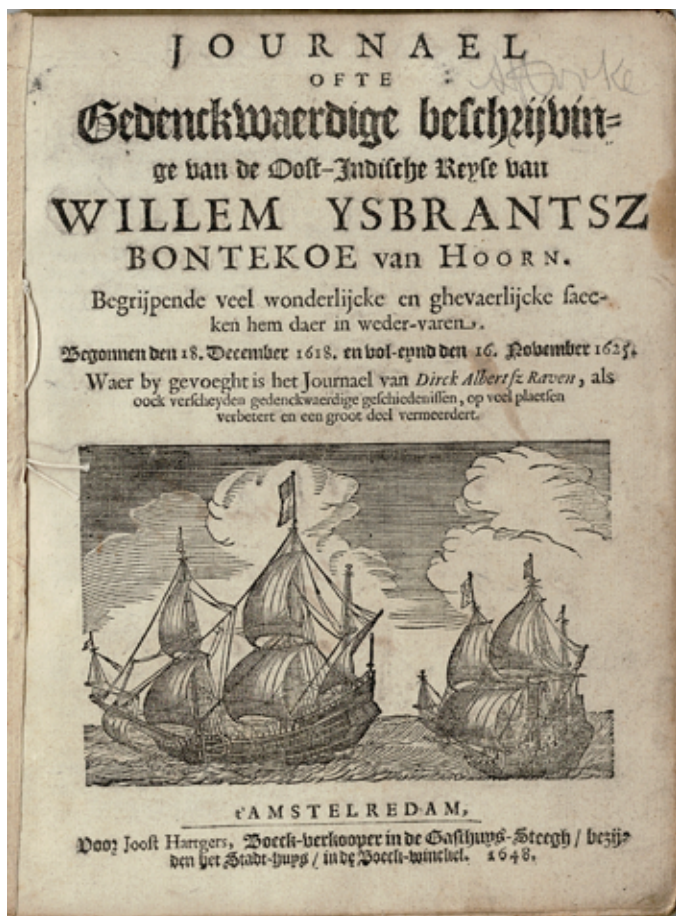 JOURNAEL
OFTE
Gedenckwaerdige beschrijvin=
ge van de Oost-Indische Reyse van
WILLEM YSBRANTSZ
BONTEKOE van HOORN.
Begrijpende veel wonderlijcke en ghevaerlijcke saec-
ken hem daer in weder-varen.
Begonnen den 18. December 1618. en vol-eynd den 16. November 1625.
Waer by gevoeght is het Journael van Dirck Albertsz Raven, als
oock verscheyden gedenckwaerdige geschiedenissen, op veel plaetsen
verbetert en een groot deel vermeerdert.
t'AMSTELREDAM,
Voor Joost Hartgers, Boeck-verkooper in de Gasthuys-Steegh / bezij-
den het Stadt-huys / in de Boeck-winckel. 1648.